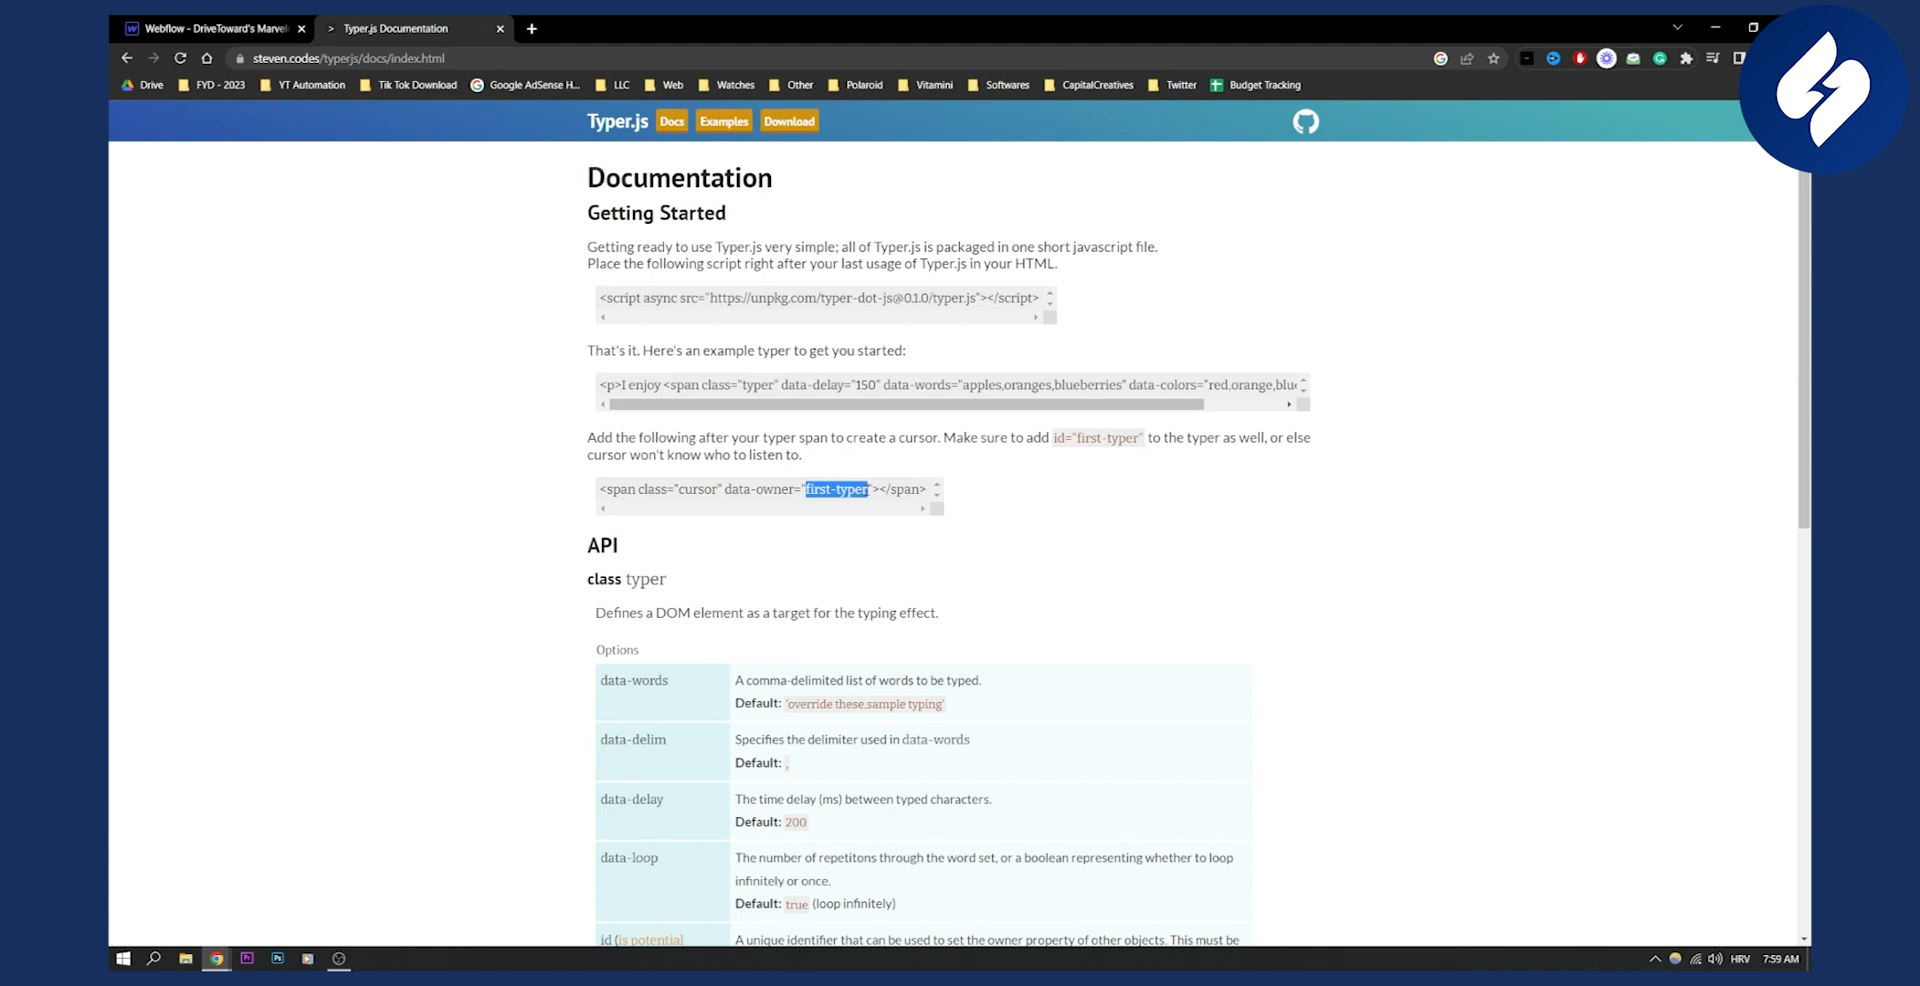 Webflow - DriveToward's Marvel
Typer.js Documentation
steven.codes/typerjs/docs/index.html
Drive
FYD - 2023
YT Automation
Tik Tok Download
Google AdSense H...
LLC
Web
Watches
Other
Polaroid
Vitamini
Softwares
CapitalCreatives
Twitter
Budget Tracking
Typer.js Docs Examples Download
Documentation
Getting Started
Getting ready to use Typer.js very simple; all of Typer.js is packaged in one short javascript file.
Place the following script right after your last usage of Typer.js in your HTML.
<script async src="https://unpkg.com/typer-dot-js@0.1.0/typer.js"></script>
That's it. Here's an example typer to get you started:
<p>I enjoy <span class="typer" data-delay="150" data-words="apples,oranges,blueberries" data-colors="red,orange,blu
Add the following after your typer span to create a cursor. Make sure to add id="first-typer" to the typer as well, or else
cursor won't know who to listen to.
<span class="cursor" data-owner="first-typer"></span>
API
class typer
Defines a DOM element as a target for the typing effect.
Options
data-words
A comma-delimited list of words to be typed.
Default: 'override these,sample typing'
data-delim
Specifies the delimiter used in data-words
Default: ,
data-delay
The time delay (ms) between typed characters.
Default: 200
data-loop
The number of repetitons through the word set, or a boolean representing whether to loop
infinitely or once.
Default: true (loop infinitely)
id (is potential
A unique identifier that can be used to set the owner property of other objects. This must be
HRV
7:59 AM